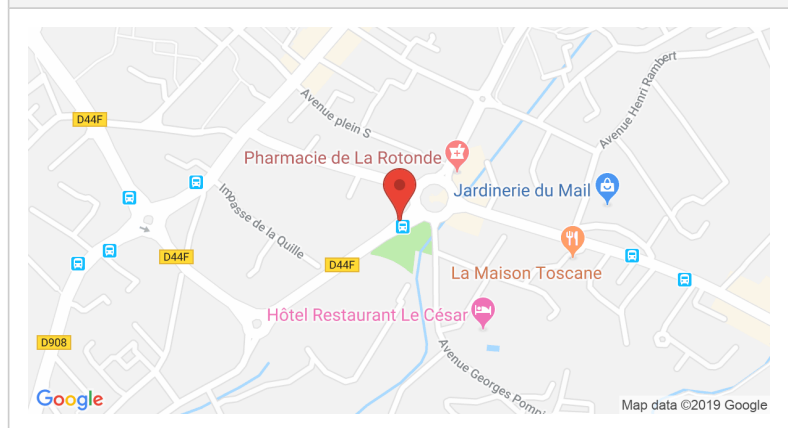 Avenue Henri Rambert
Avenue plein S
D44F
Pharmacie de La Rotonde
Jardinerie du Mail
Impasse de la Quille
D44F
D44F
La Maison Toscane
Hôtel Restaurant Le César
D908
Avenue Georges Pompi
Google
Map data ©2019 Google